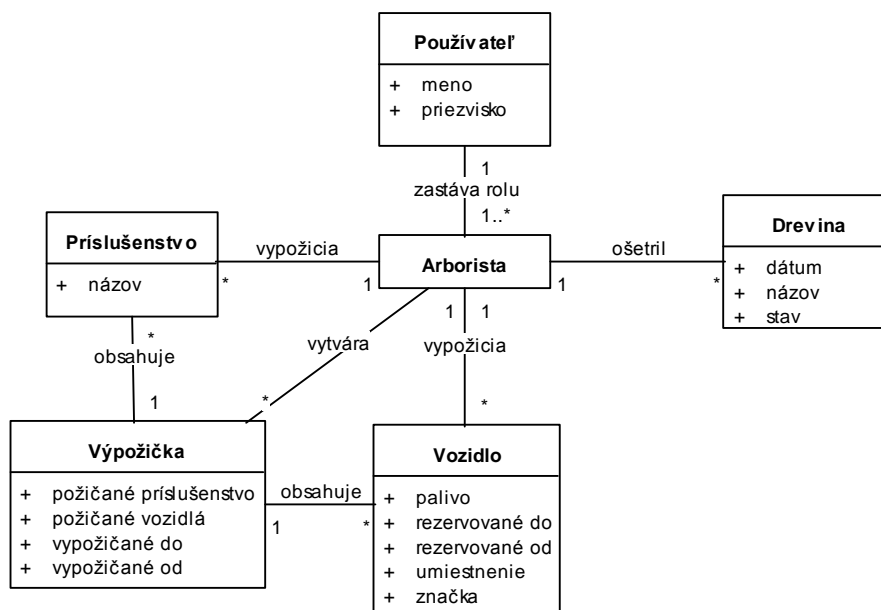 Používateľ
+ meno
+ priezvisko
1
zastáva rolu
1..*
Príslušenstvo
+ názov
vypožicia
*
1
Arborista
ošetril
1
*
Drevina
+ dátum
+ názov
+ stav
*
obsahuje
1
vytvára
*
1
1
vypožicia
*
Výpožička
+ požičané príslušenstvo
+ požičané vozidlá
+ vypožičané do
+ vypožičané od
obsahuje
1
*
Vozidlo
+ palivo
+ rezervované do
+ rezervované od
+ umiestnenie
+ značka